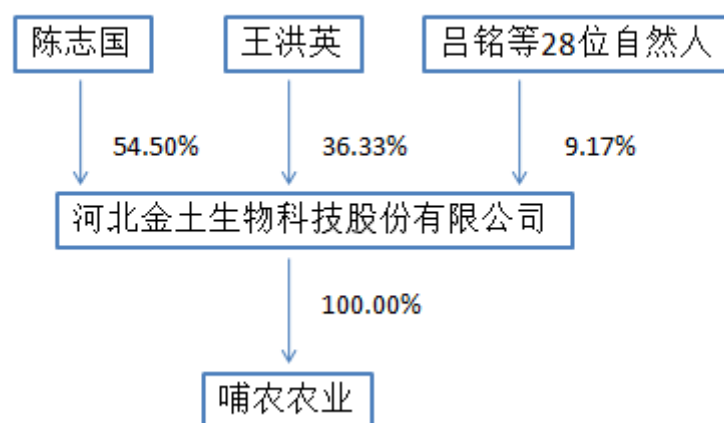 陈志国
王洪英
吕铭等28位自然人
54.50%
36.33%
9.17%
河北金土生物科技股份有限公司
100.00%
哺农农业